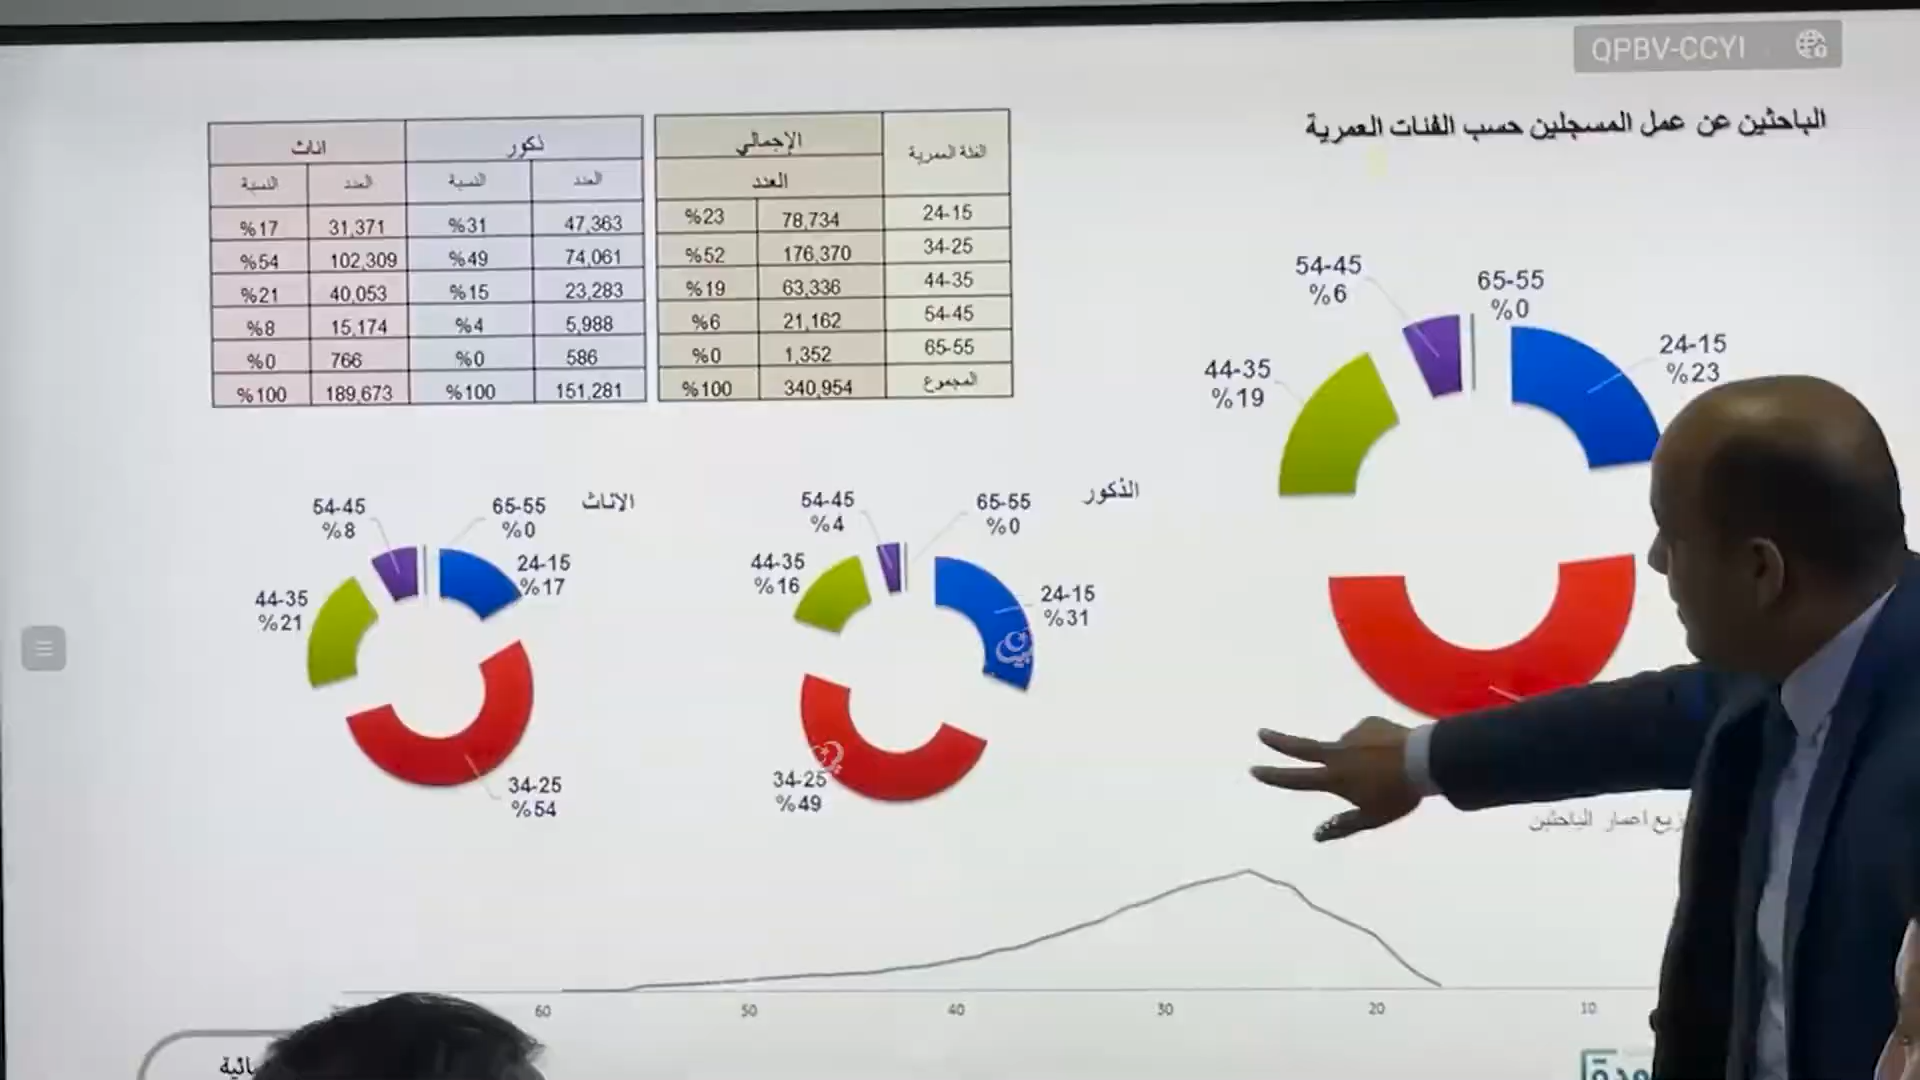 QPBV-CCYI
الباحثين عن عمل المسجلين حسب الفئات العمرية
الفئة العمرية الإجمالي ذكور اناث
العدد العدد النسبة العدد النسبة
24-15 78,734 %23 47,363 %31 31,371 %17
34-25 176,370 %52 74,061 %49 102,309 %54
44-35 63,336 %19 23,283 %15 40,053 %21
54-45 21,162 %6 5,988 %4 15,174 %8
65-55 1,352 %0 586 %0 766 %0
المجموع 340,954 %100 151,281 %100 189,673 %100
54-45
%6
65-55
%0
24-15
%23
44-35
%19
الذكور
54-45
%4
65-55
%0
44-35
%16
24-15
%31
34-25
%49
الاناث
54-45
%8
65-55
%0
24-15
%17
44-35
%21
34-25
%54
اعمار الباحثين
60 50 40 30 20 10